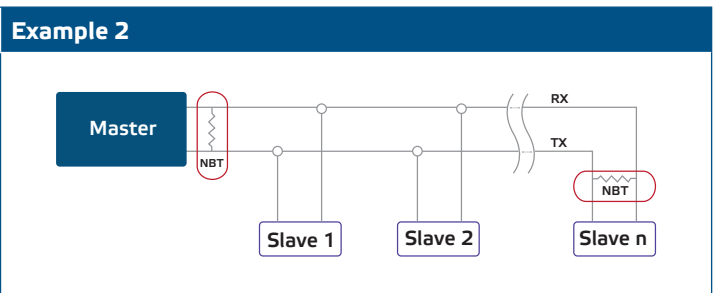 Example 2
RX
Master
TX
NBT
NBT
Slave 1
Slave 2
Slave n